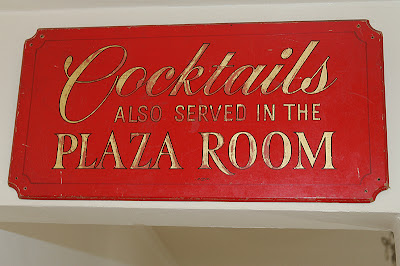 Cocktails
ALSO SERVED IN THE
PLAZA ROOM